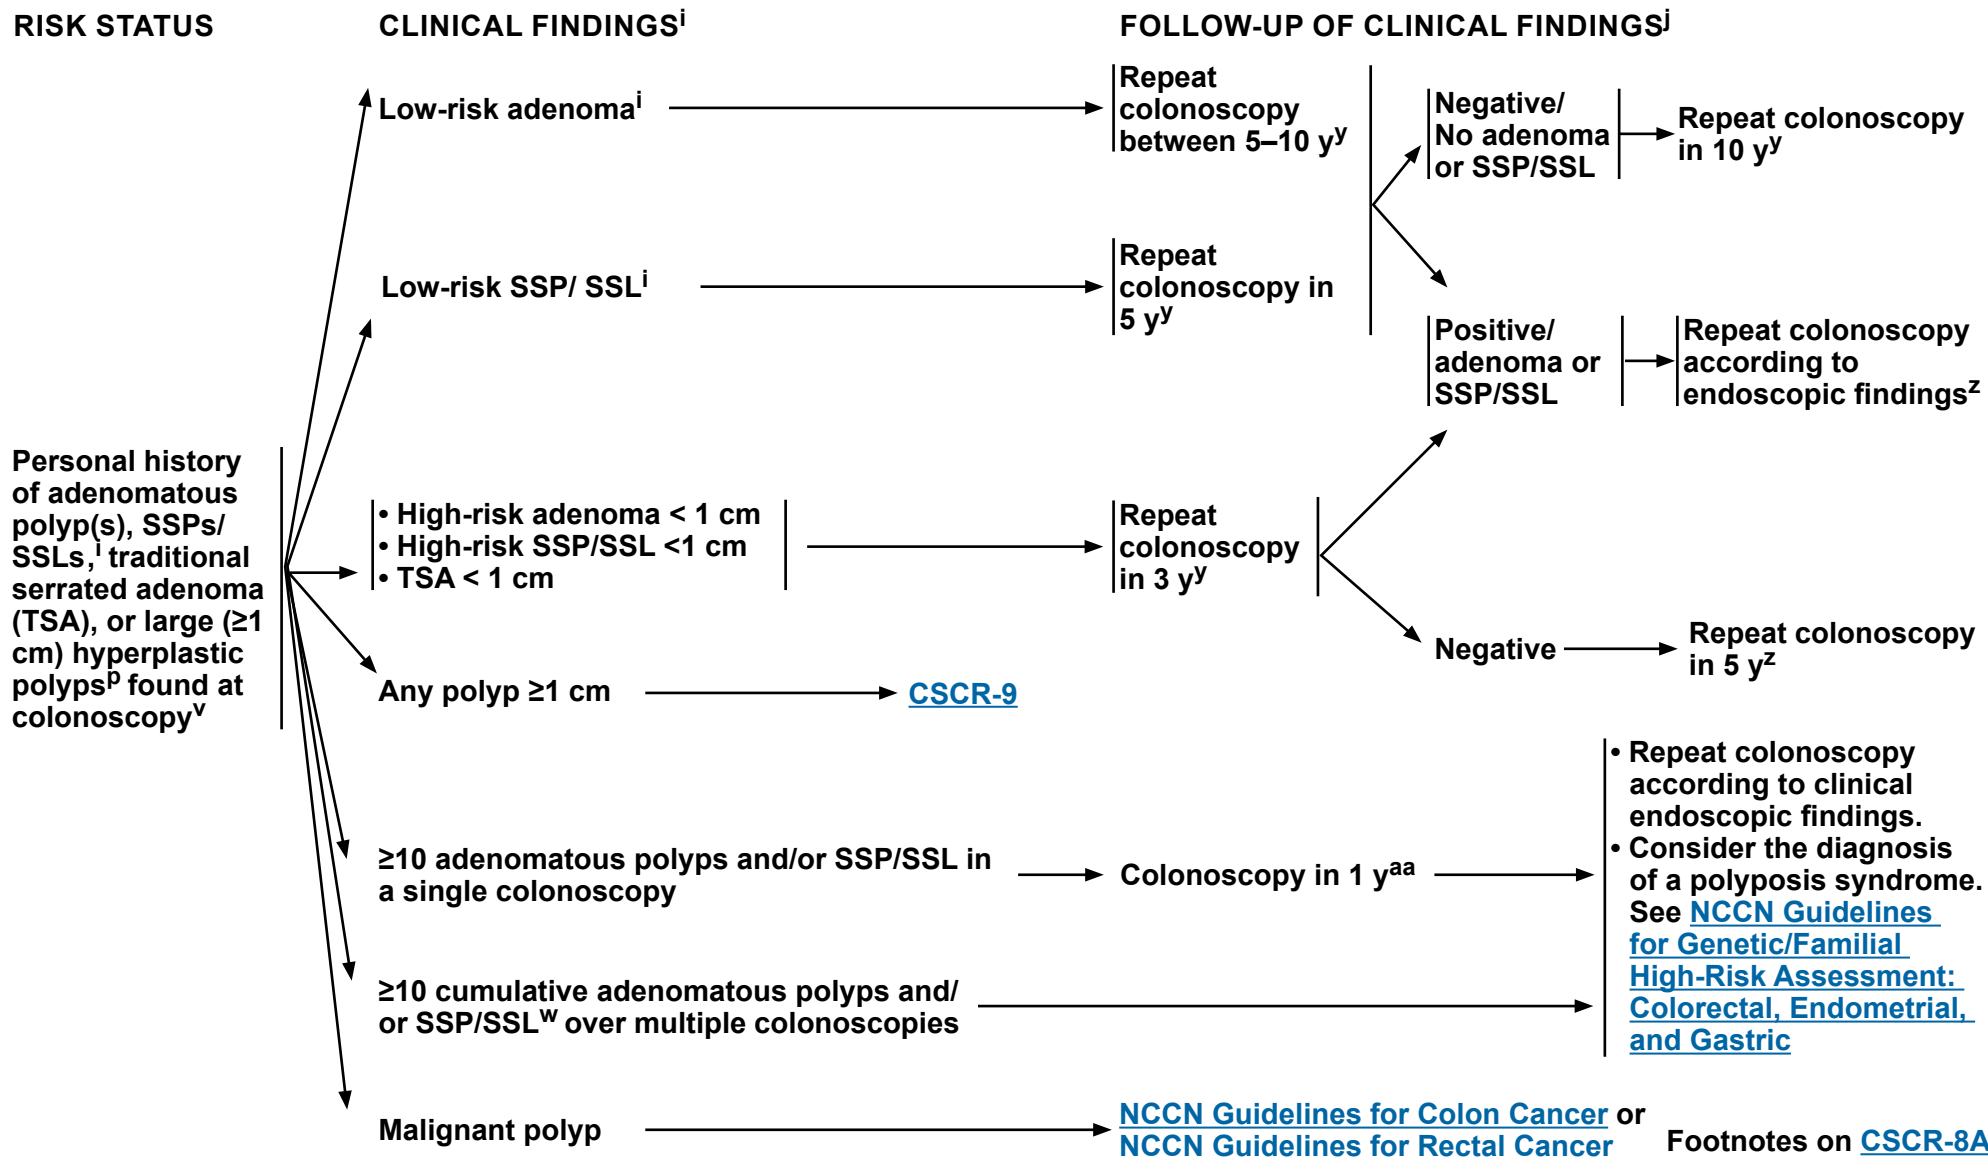 RISK STATUS
CLINICAL FINDINGSⁱ
FOLLOW-UP OF CLINICAL FINDINGSʲ
Personal history
of adenomatous
polyp(s), SSPs/
SSLs,ⁱ traditional
serrated adenoma
(TSA), or large (≥1
cm) hyperplastic
polypsᵖ found at
colonoscopyᵛ
Low-risk adenomaⁱ
Repeat
colonoscopy
between 5–10 yʸ
Low-risk SSP/ SSLⁱ
Repeat
colonoscopy in
5 yʸ
Negative/
No adenoma
or SSP/SSL
Repeat colonoscopy
in 10 yʸ
Positive/
adenoma or
SSP/SSL
Repeat colonoscopy
according to
endoscopic findingsᶻ
• High-risk adenoma < 1 cm
• High-risk SSP/SSL <1 cm
• TSA < 1 cm
Repeat
colonoscopy
in 3 yʸ
Negative
Repeat colonoscopy
in 5 yᶻ
Any polyp ≥1 cm
CSCR-9
≥10 adenomatous polyps and/or SSP/SSL in
a single colonoscopy
Colonoscopy in 1 yᵃᵃ
≥10 cumulative adenomatous polyps and/
or SSP/SSLʷ over multiple colonoscopies
• Repeat colonoscopy
according to clinical
endoscopic findings.
• Consider the diagnosis
of a polyposis syndrome.
See NCCN Guidelines
for Genetic/Familial
High-Risk Assessment:
Colorectal, Endometrial,
and Gastric
Malignant polyp
NCCN Guidelines for Colon Cancer or
NCCN Guidelines for Rectal Cancer
Footnotes on CSCR-8A